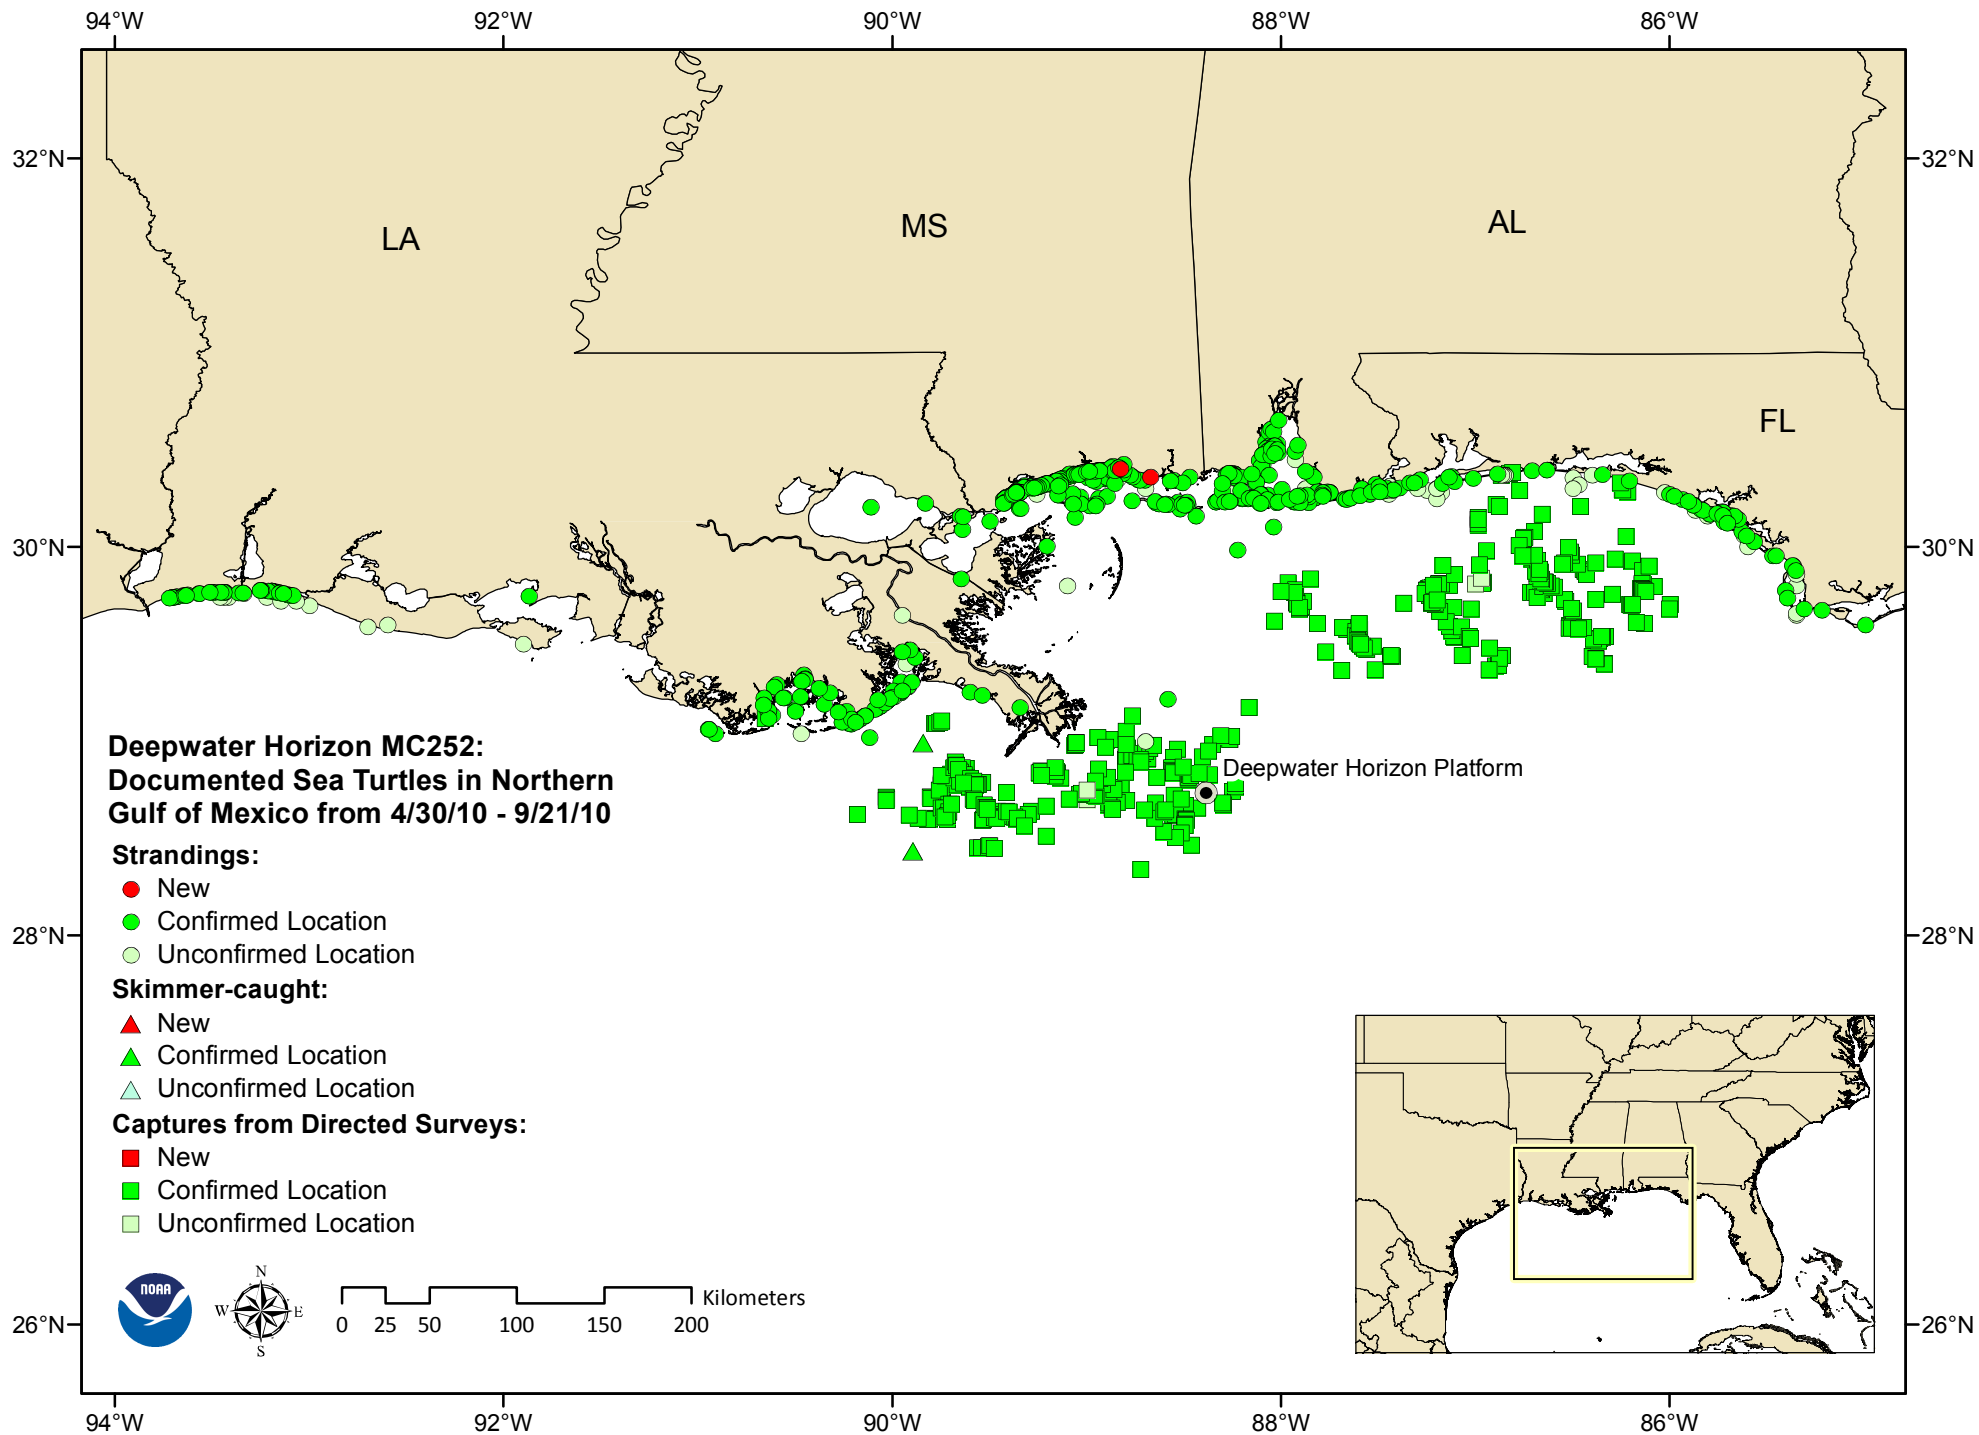 94°W 92°W 90°W 88°W 86°W
32°N 32°N
LA MS AL
FL
30°N 30°N
Deepwater Horizon Platform
Deepwater Horizon MC252:
Documented Sea Turtles in Northern
Gulf of Mexico from 4/30/10 - 9/21/10
Strandings:
New
Confirmed Location
Unconfirmed Location
28°N 28°N
Skimmer-caught:
New
Confirmed Location
Unconfirmed Location
Captures from Directed Surveys:
New
Confirmed Location
Unconfirmed Location
NOAA
N
W E
S
Kilometers
0 25 50 100 150 200
26°N 26°N
94°W 92°W 90°W 88°W 86°W